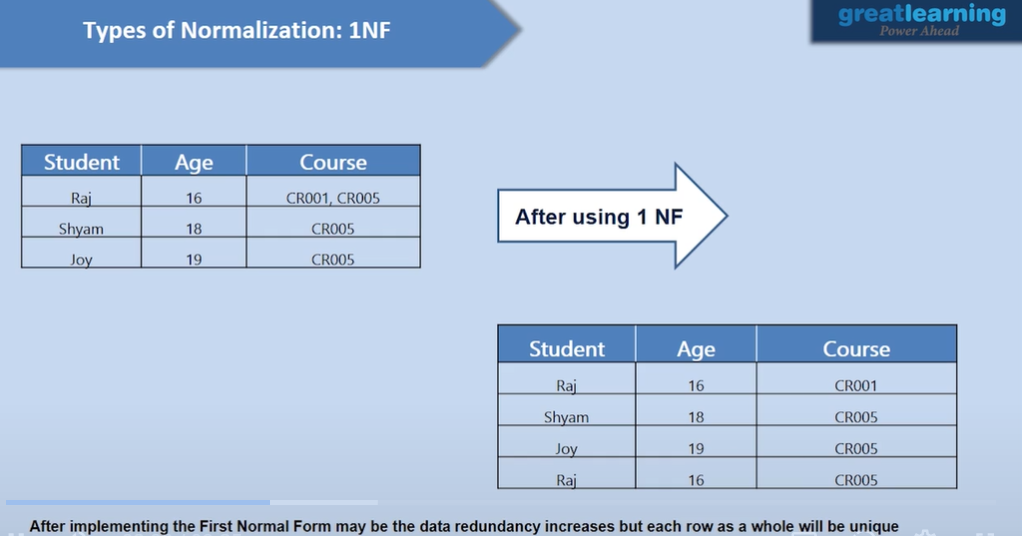 Types of Normalization: 1NF
greatlearning
Power Ahead
Student Age Course
Raj 16 CR001, CR005
Shyam 18 CR005
Joy 19 CR005
After using 1 NF
Student Age Course
Raj 16 CR001
Shyam 18 CR005
Joy 19 CR005
Raj 16 CR005
After implementing the First Normal Form may be the data redundancy increases but each row as a whole will be unique